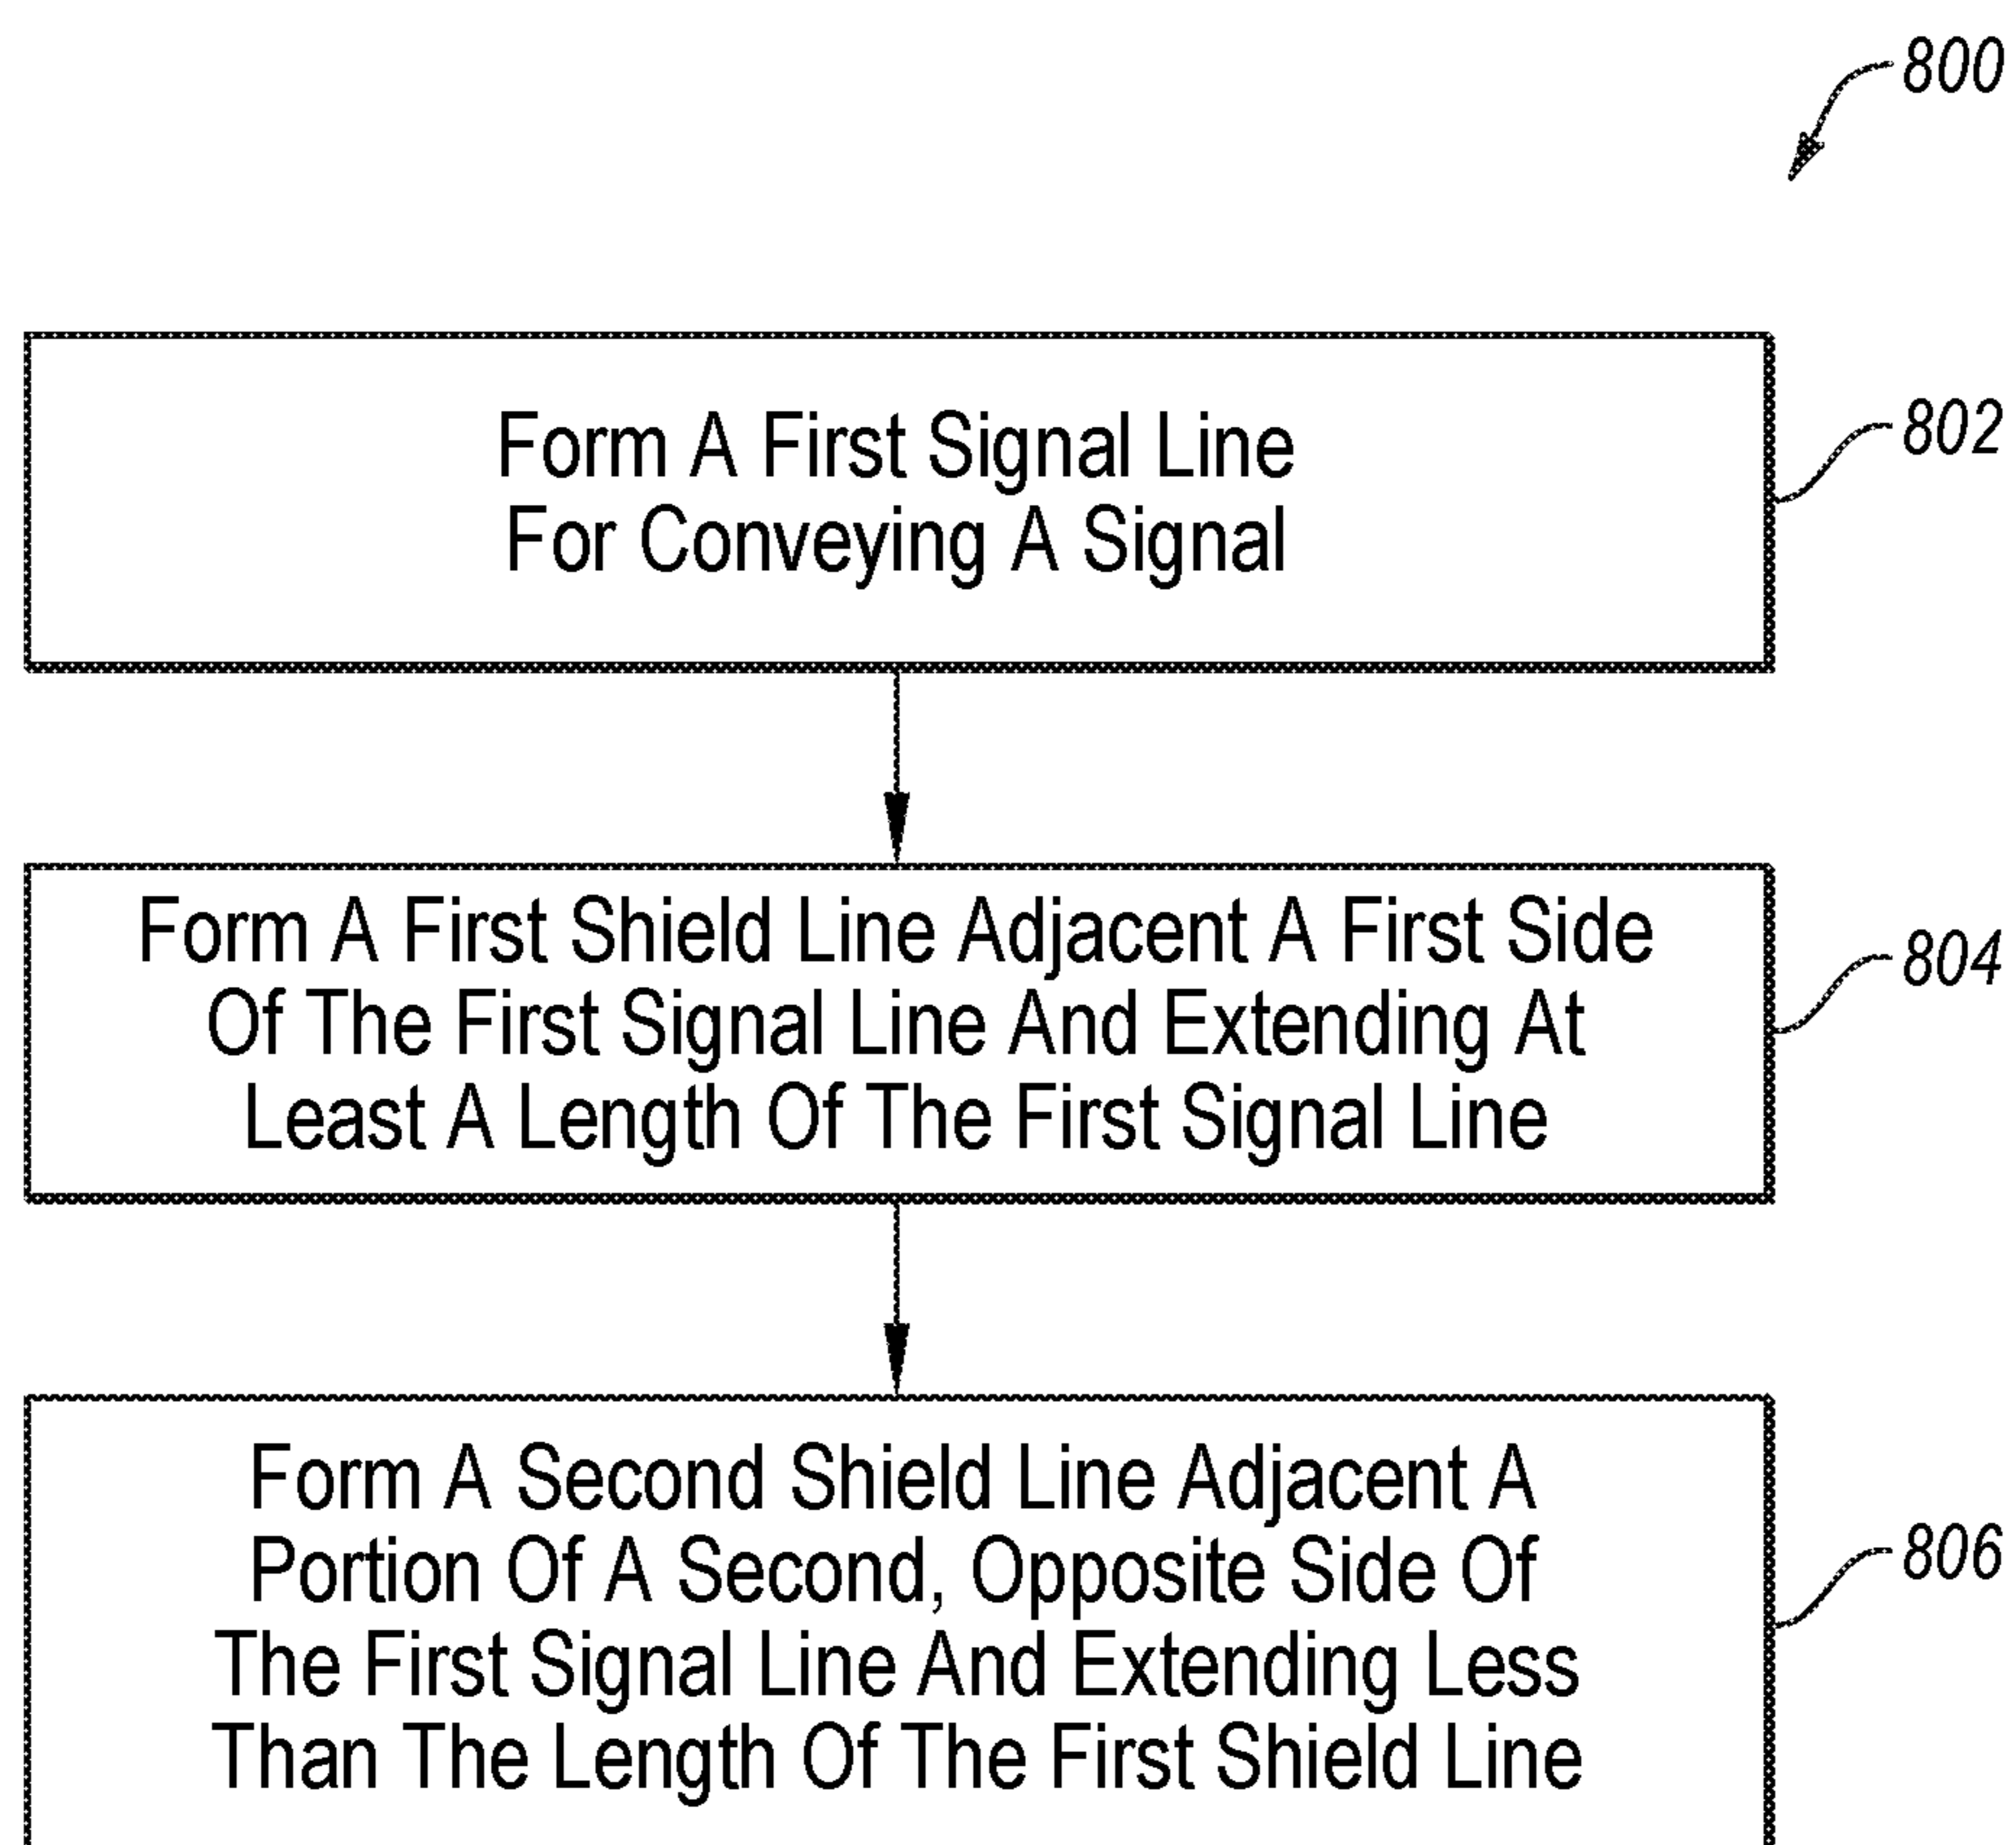 800
Form A First Signal Line
For Conveying A Signal
802
Form A First Shield Line Adjacent A First Side
Of The First Signal Line And Extending At
Least A Length Of The First Signal Line
804
Form A Second Shield Line Adjacent A
Portion Of A Second, Opposite Side Of
The First Signal Line And Extending Less
Than The Length Of The First Shield Line
806